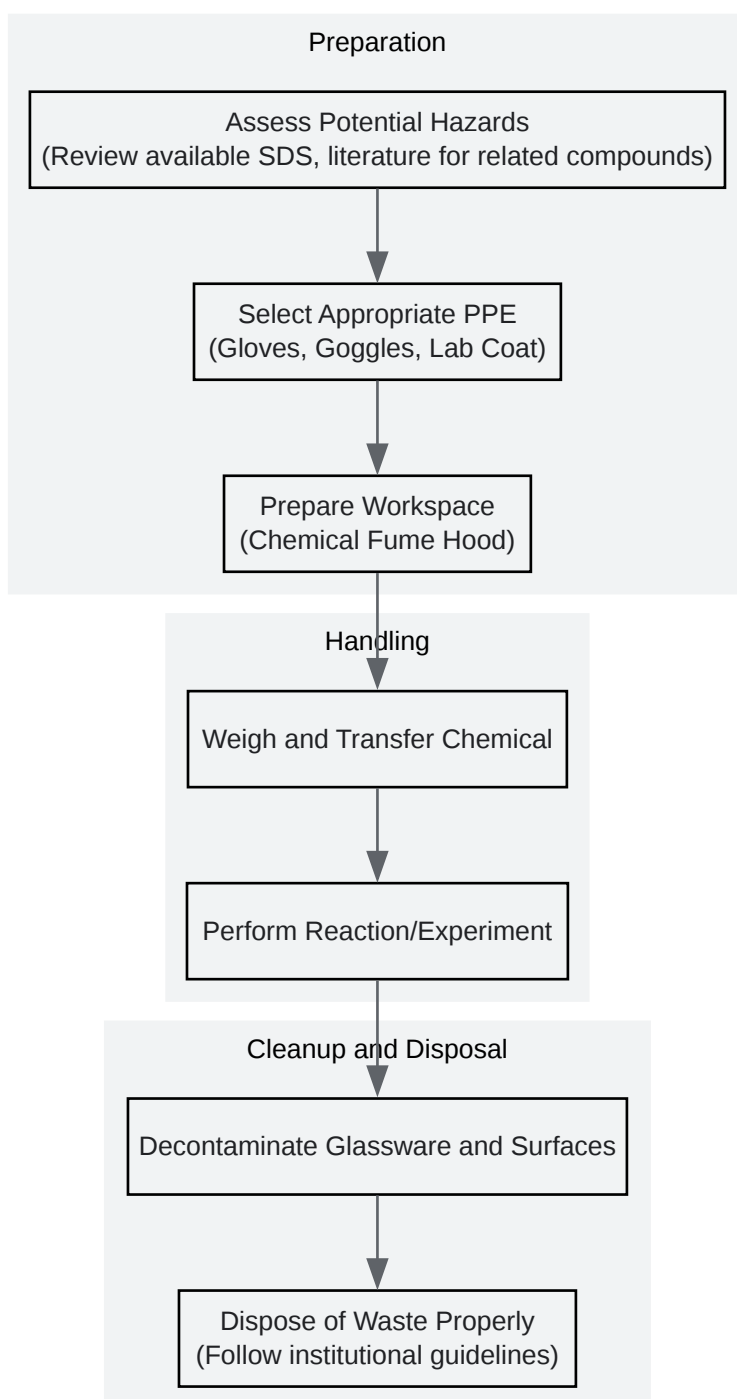 Preparation
Assess Potential Hazards
(Review available SDS, literature for related compounds)
Select Appropriate PPE
(Gloves, Goggles, Lab Coat)
Prepare Workspace
(Chemical Fume Hood)
Handling
Weigh and Transfer Chemical
Perform Reaction/Experiment
Cleanup and Disposal
Decontaminate Glassware and Surfaces
Dispose of Waste Properly
(Follow institutional guidelines)